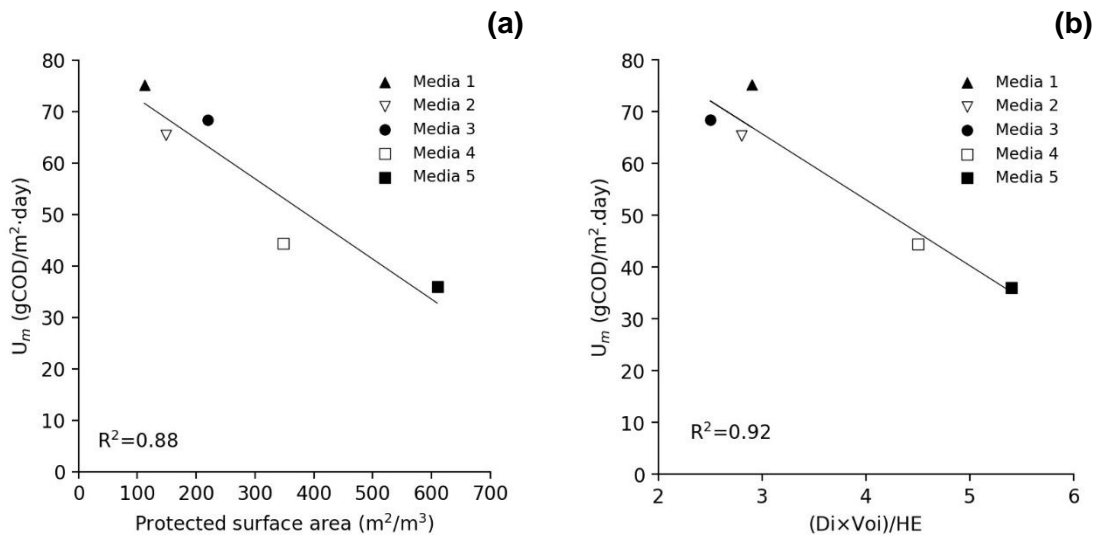 (a)
80
70
60
50
40
30
20
10
0
U_m (gCOD/m²·day)
Media 1
Media 2
Media 3
Media 4
Media 5
R²=0.88
0 100 200 300 400 500 600 700
Protected surface area (m²/m³)
(b)
80
70
60
50
40
30
20
10
0
U_m (gCOD/m².day)
Media 1
Media 2
Media 3
Media 4
Media 5
R²=0.92
2 3 4 5 6
(Di×Voi)/HE